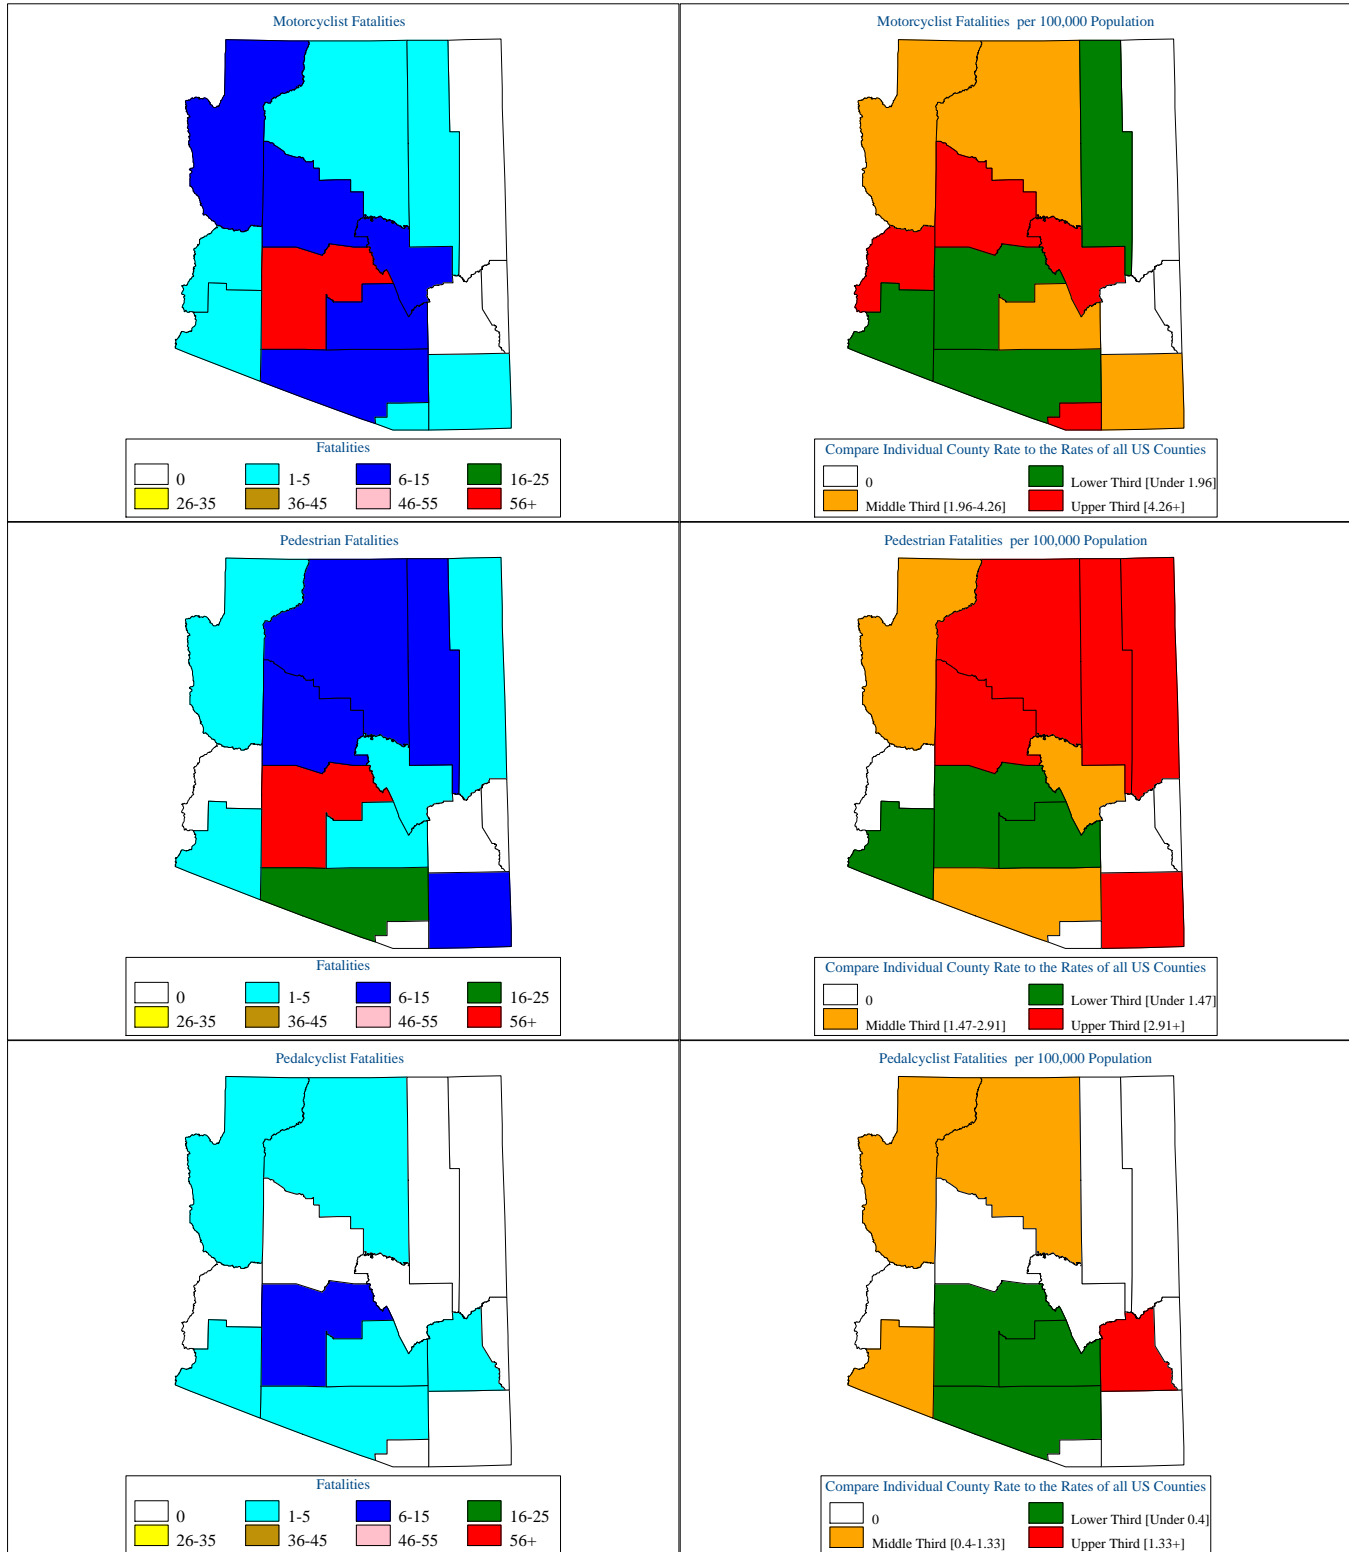 Motorcyclist Fatalities
Fatalities
0 1-5 6-15 16-25
26-35 36-45 46-55 56+
Motorcyclist Fatalities per 100,000 Population
Compare Individual County Rate to the Rates of all US Counties
0 Lower Third [Under 1.96]
Middle Third [1.96-4.26] Upper Third [4.26+]
Pedestrian Fatalities
Fatalities
0 1-5 6-15 16-25
26-35 36-45 46-55 56+
Pedestrian Fatalities per 100,000 Population
Compare Individual County Rate to the Rates of all US Counties
0 Lower Third [Under 1.47]
Middle Third [1.47-2.91] Upper Third [2.91+]
Pedalcyclist Fatalities
Fatalities
0 1-5 6-15 16-25
26-35 36-45 46-55 56+
Pedalcyclist Fatalities per 100,000 Population
Compare Individual County Rate to the Rates of all US Counties
0 Lower Third [Under 0.4]
Middle Third [0.4-1.33] Upper Third [1.33+]